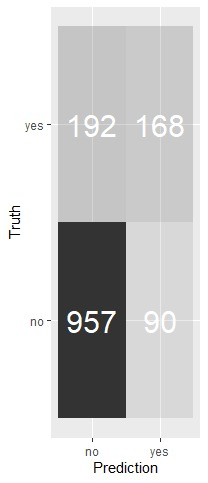 yes 192 168
Truth
no 957 90
no yes
Prediction